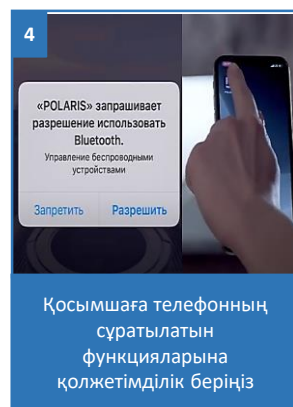 4
«POLARIS» запрашивает
разрешение использовать
Bluetooth.
Управление беспроводными
устройствами
Запретить Разрешить
Қосымшаға телефонның
сұратылатын
функцияларына
қолжетімділік беріңіз